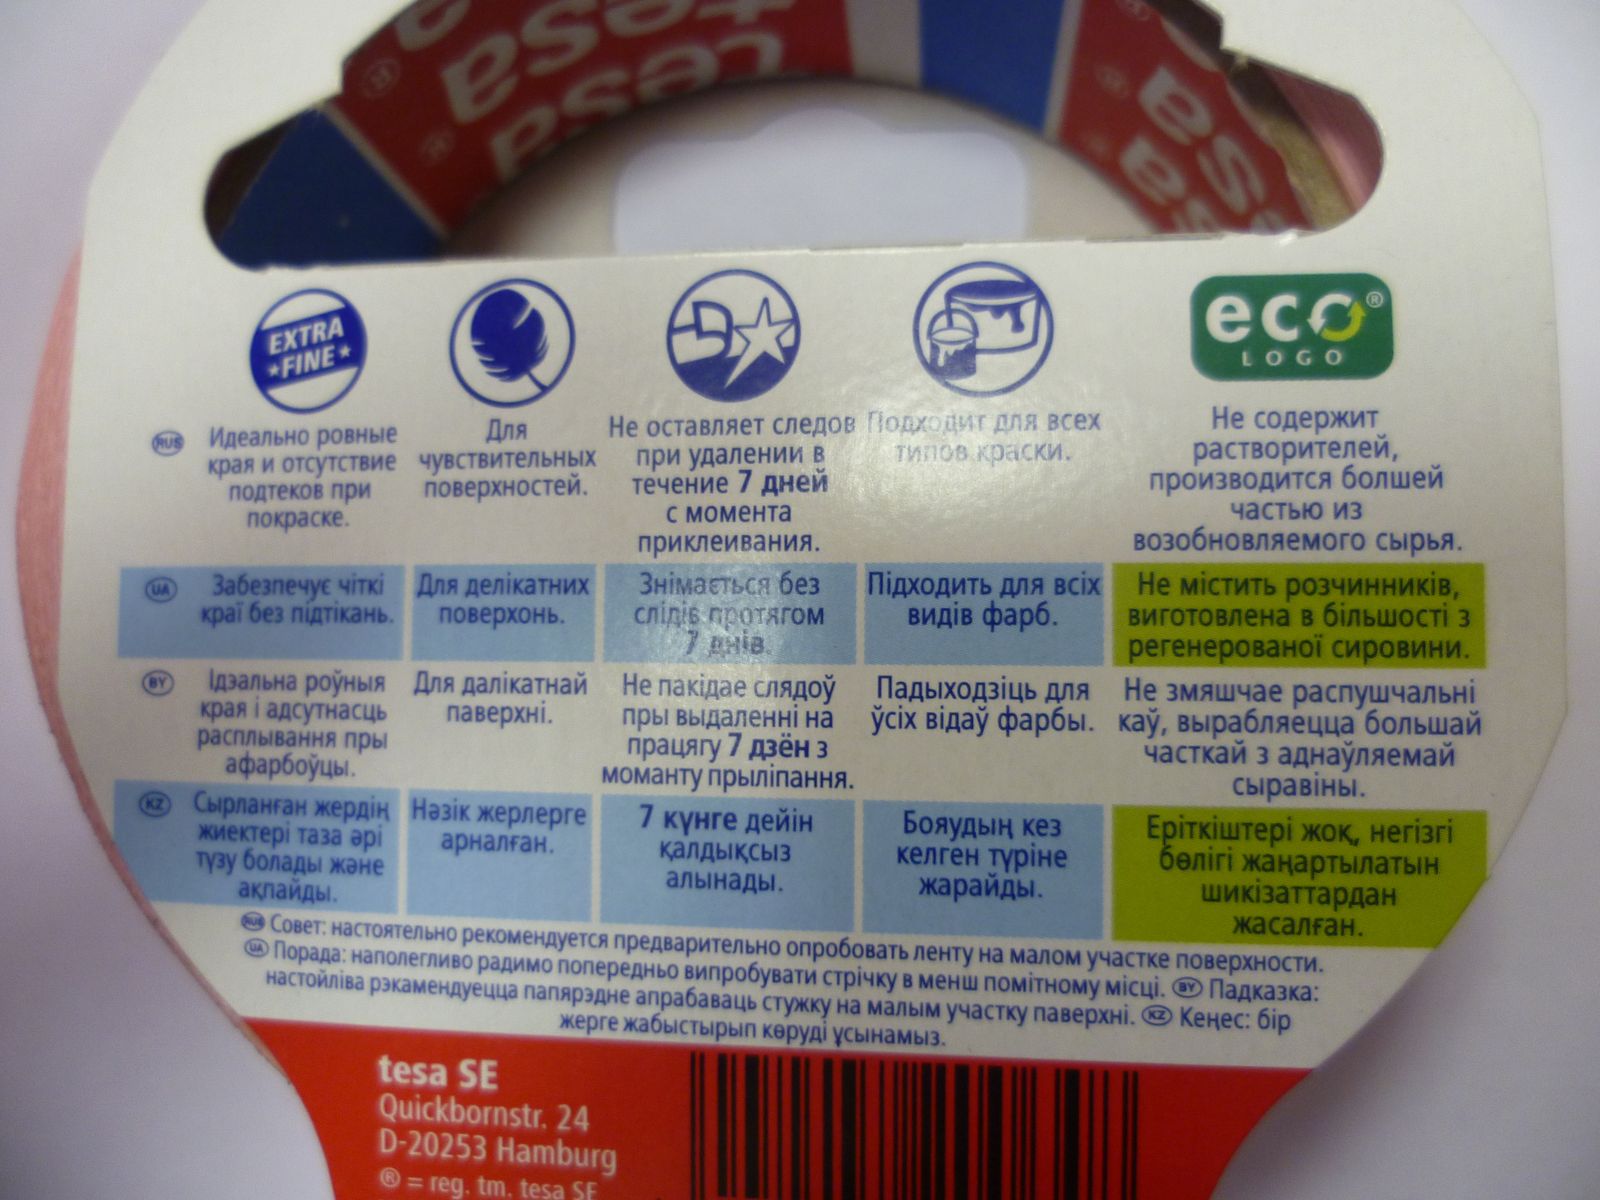 tesa
tesa
tesa
EXTRA
FINE
eco®
LOGO
RUS
Идеально ровные
края и отсутствие
подтеков при
покраске.
Для
чувствительных
поверхностей.
Не оставляет следов
при удалении в
течение 7 дней
с момента
приклеивания.
Подходит для всех
типов краски.
Не содержит
растворителей,
производится болшей
частью из
возобновляемого сырья.
UA
Забезпечує чіткі
краї без підтікань.
Для делікатних
поверхонь.
Знімається без
слідів протягом
7 днів.
Підходить для всіх
видів фарб.
Не містить розчинників,
виготовлена в більшості з
регенерованої сировини.
BY
Ідэальна роўныя
края і адсутнасць
расплывання пры
афарбоўцы.
Для далікатнай
паверхні.
Не пакідае слядоў
пры выдаленні на
працягу 7 дзён з
моманту прыліпання.
Падыходзіць для
ўсіх відаў фарбы.
Не змяшчае распушчальні
каў, вырабляецца большай
часткай з аднаўляемай
сыравіны.
KZ
Сырланған жердің
жиектері таза әрі
түзу болады және
ақпайды.
Нәзік жерлерге
арналған.
7 күнге дейін
қалдықсыз
алынады.
Бояудың кез
келген түріне
жарайды.
Еріткіштері жоқ, негізгі
бөлігі жаңартылатын
шикізаттардан
жасалған.
RUS Совет: настоятельно рекомендуется предварительно опробовать ленту на малом участке поверхности.
UA Порада: наполегливо радимо попередньо випробувати стрічку в менш помітному місці. BY Падказка:
настойліва рэкамендуецца папярэдне апрабаваць стужку на малым участку паверхні. KZ Кеңес: бір
жерге жабыстырып көруді ұсынамыз.
tesa SE
Quickbornstr. 24
D-20253 Hamburg
® = reg. tm. tesa SE